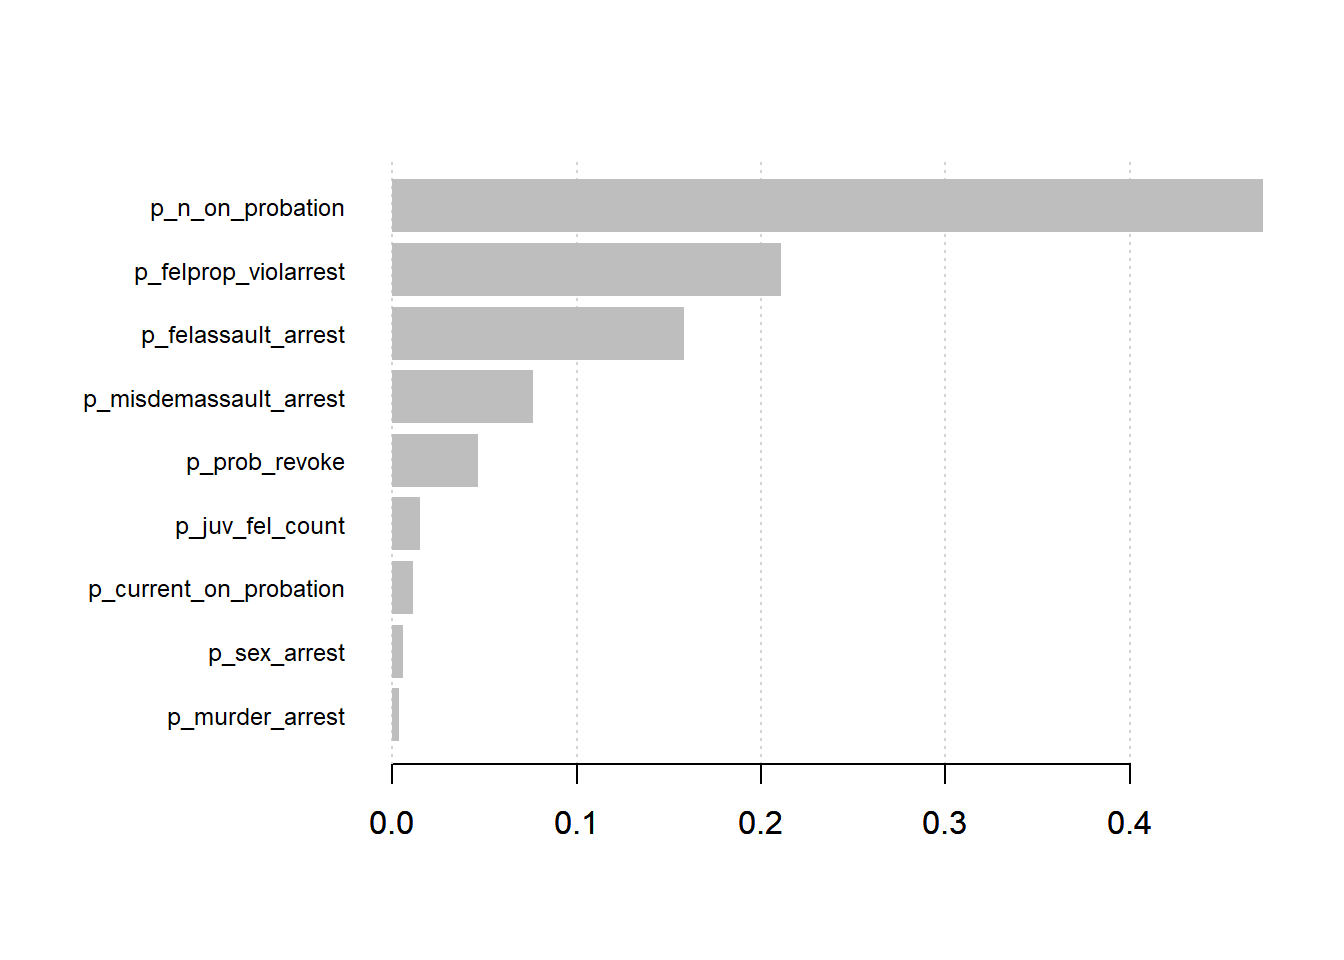 p_n_on_probation
p_felprop_violarrest
p_felassault_arrest
p_misdemassault_arrest
p_prob_revoke
p_juv_fel_count
p_current_on_probation
p_sex_arrest
p_murder_arrest
0.0 0.1 0.2 0.3 0.4